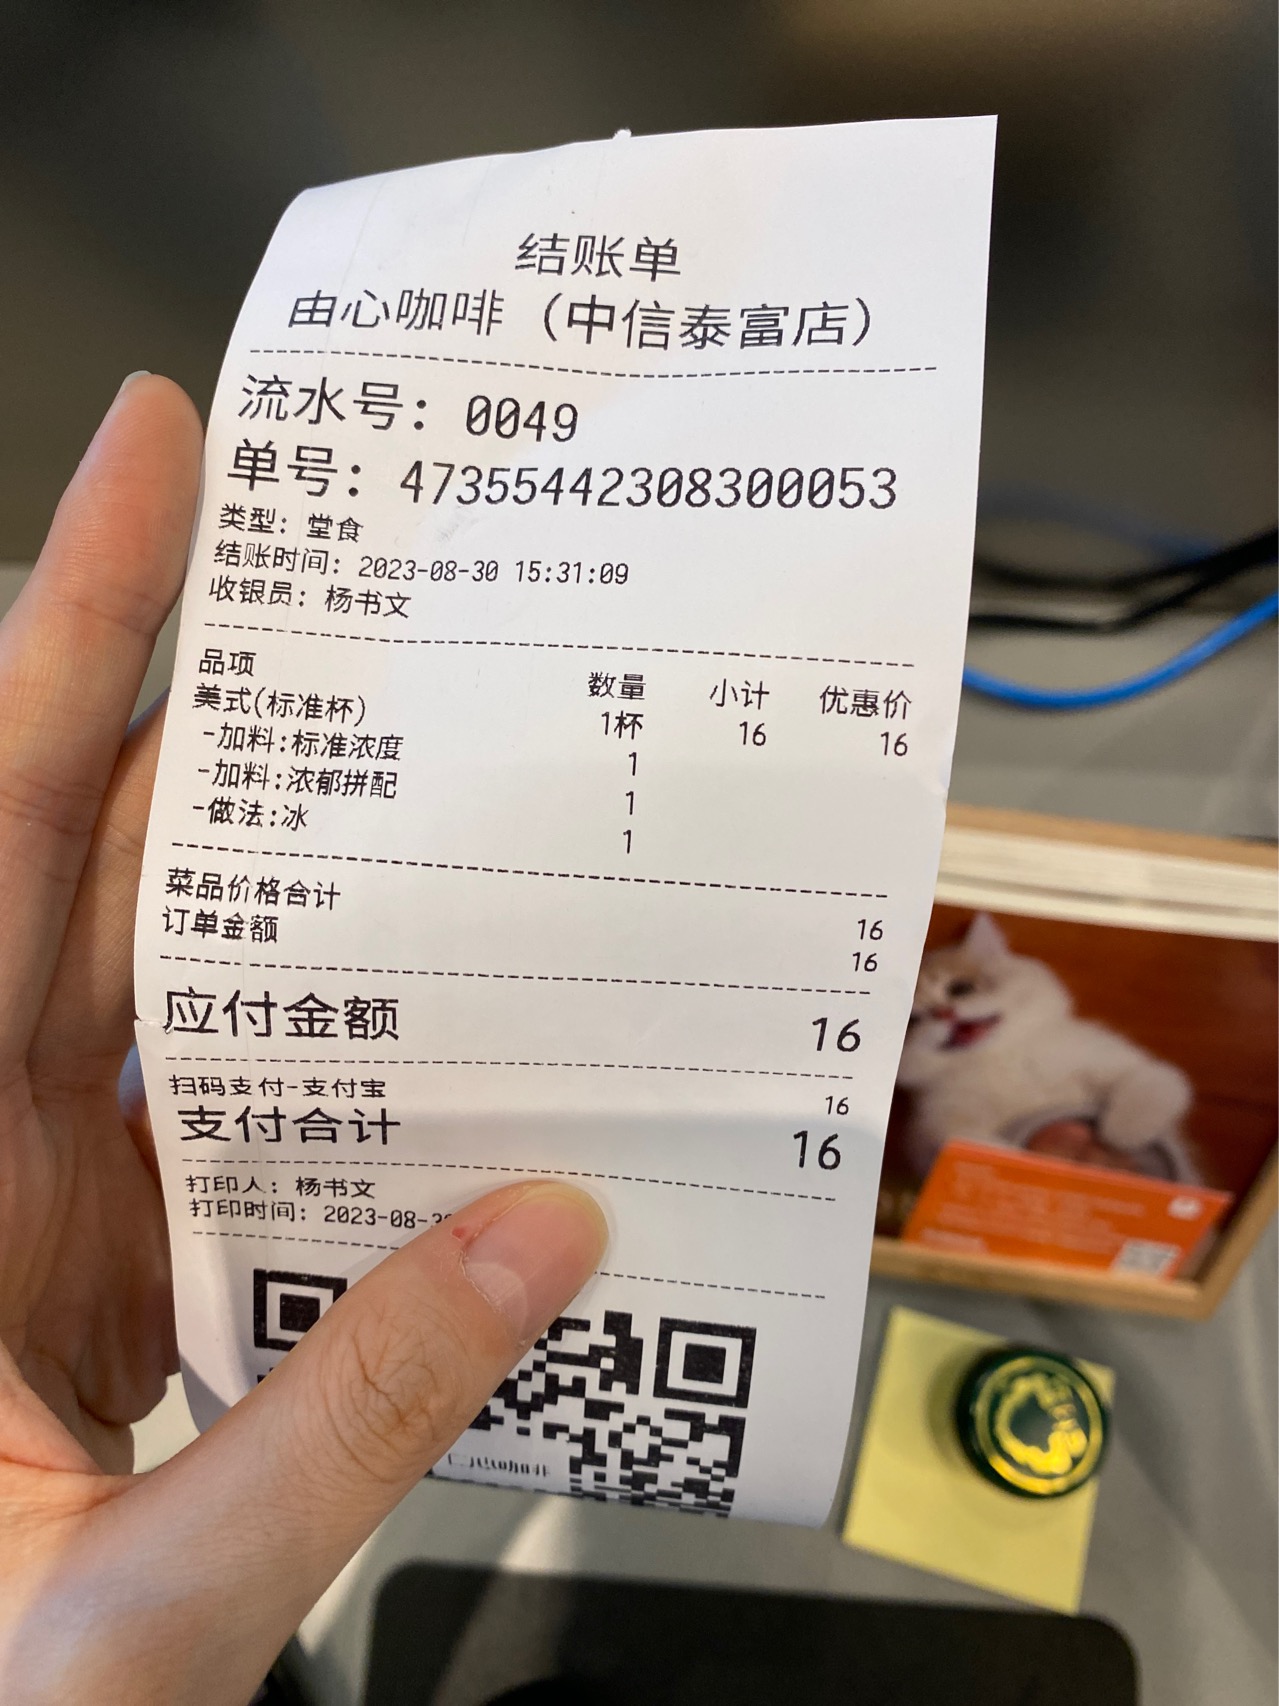 结账单
由心咖啡（中信泰富店）
流水号：0049
单号：47355442308300053
类型：堂食
结账时间：2023-08-30 15:31:09
收银员：杨书文
品项 数量 小计 优惠价
美式(标准杯) 1杯 16 16
-加料:标准浓度 1
-加料:浓郁拼配 1
-做法:冰 1
菜品价格合计 16
订单金额 16
应付金额 16
扫码支付-支付宝 16
支付合计 16
打印人：杨书文
打印时间：2023-08-3